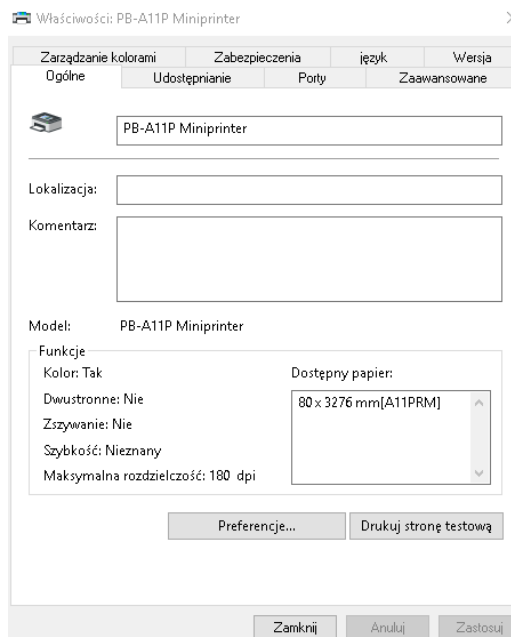 Właściwości: PB-A11P Miniprinter
Zarządzanie kolorami Zabezpieczenia język Wersja
Ogólne Udostępnianie Porty Zaawansowane
PB-A11P Miniprinter
Lokalizacja:
Komentarz:
Model: PB-A11P Miniprinter
Funkcje
Kolor: Tak Dostępny papier:
Dwustronne: Nie 80 x 3276 mm[A11PRM]
Zszywanie: Nie
Szybkość: Nieznany
Maksymalna rozdzielczość: 180 dpi
Preferencje... Drukuj stronę testową
Zamknij Anuluj Zastosuj